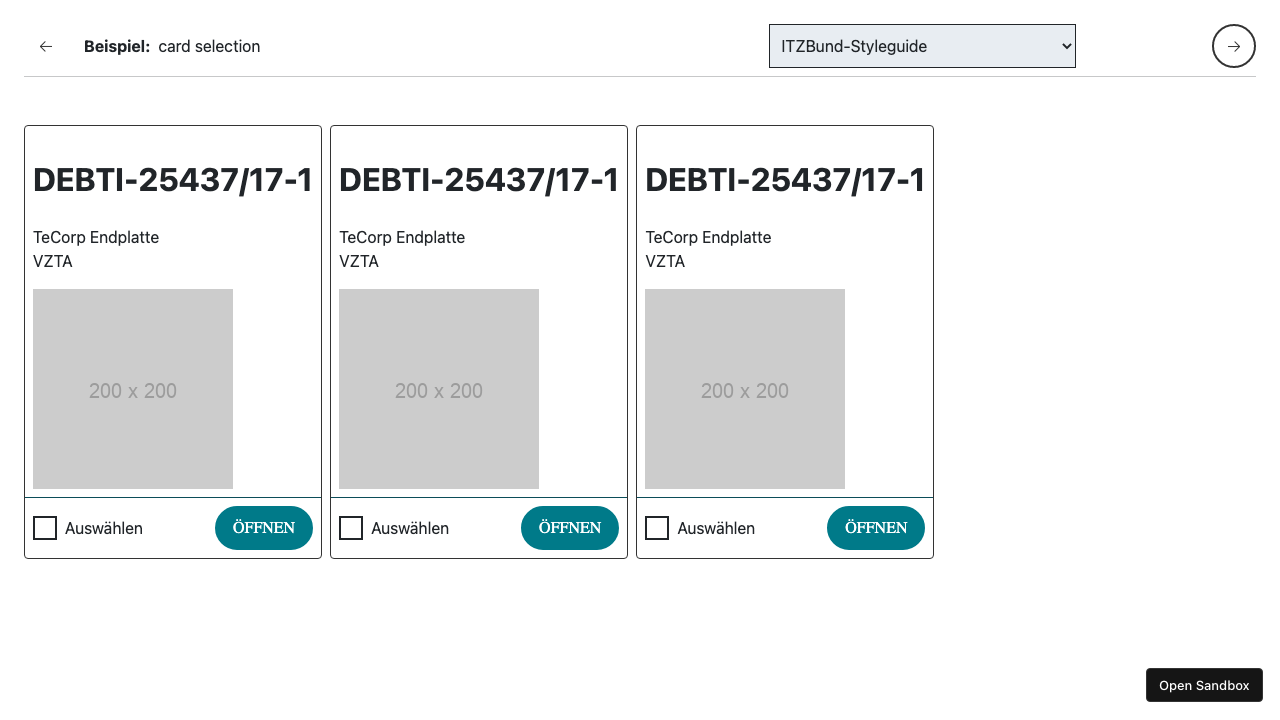 ← Beispiel: card selection
ITZBund-Styleguide
→
DEBTI-25437/17-1
TeCorp Endplatte
VZTA
200 x 200
Auswählen
ÖFFNEN
DEBTI-25437/17-1
TeCorp Endplatte
VZTA
200 x 200
Auswählen
ÖFFNEN
DEBTI-25437/17-1
TeCorp Endplatte
VZTA
200 x 200
Auswählen
ÖFFNEN
Open Sandbox